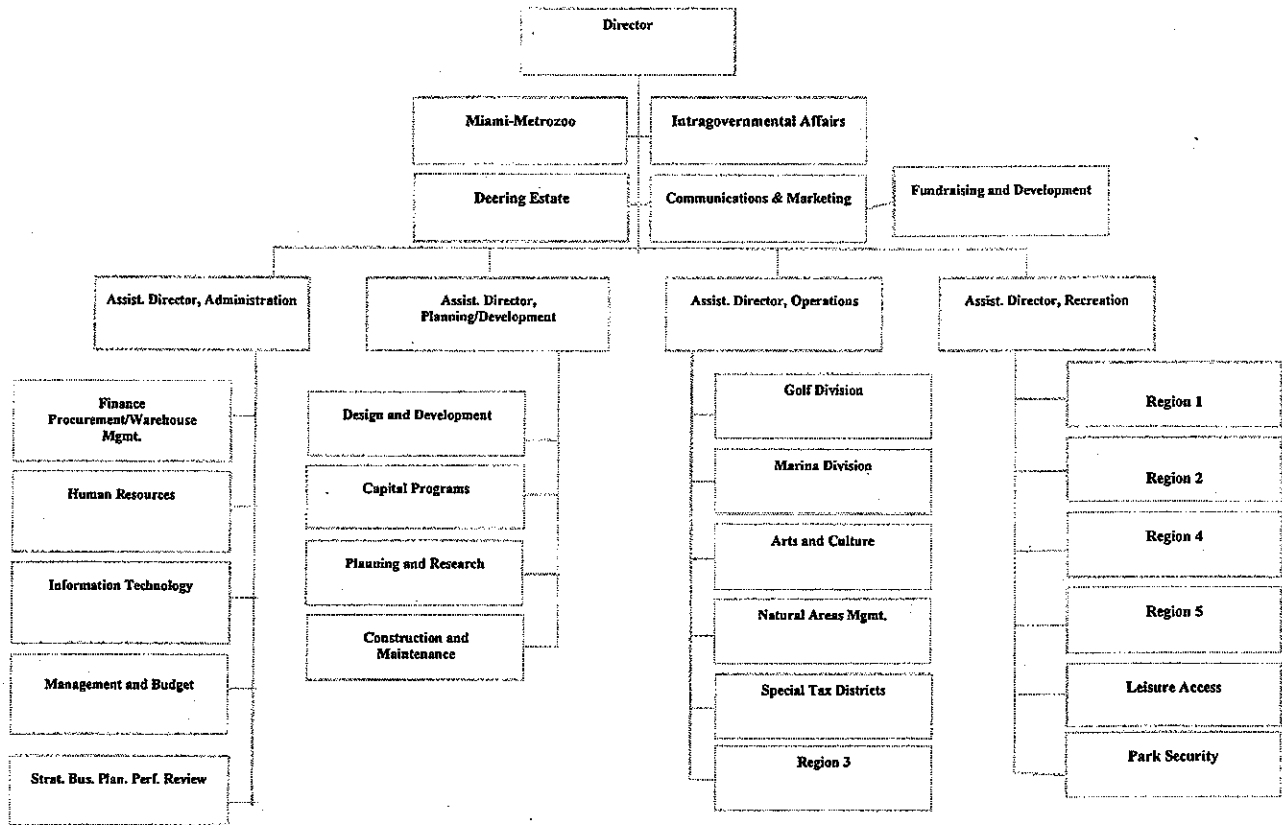 Director
Miami-Metrozoo
Intragovernmental Affairs
Deering Estate
Communications & Marketing
Fundraising and Development
Assist. Director, Administration
Assist. Director,
Planning/Development
Assist. Director, Operations
Assist. Director, Recreation
Finance
Procurement/Warehouse
Mgmt.
Human Resources
Information Technology
Management and Budget
Strat. Bus. Plan. Perf. Review
Design and Development
Capital Programs
Planning and Research
Construction and
Maintenance
Golf Division
Marina Division
Arts and Culture
Natural Areas Mgmt.
Special Tax Districts
Region 3
Region 1
Region 2
Region 4
Region 5
Leisure Access
Park Security